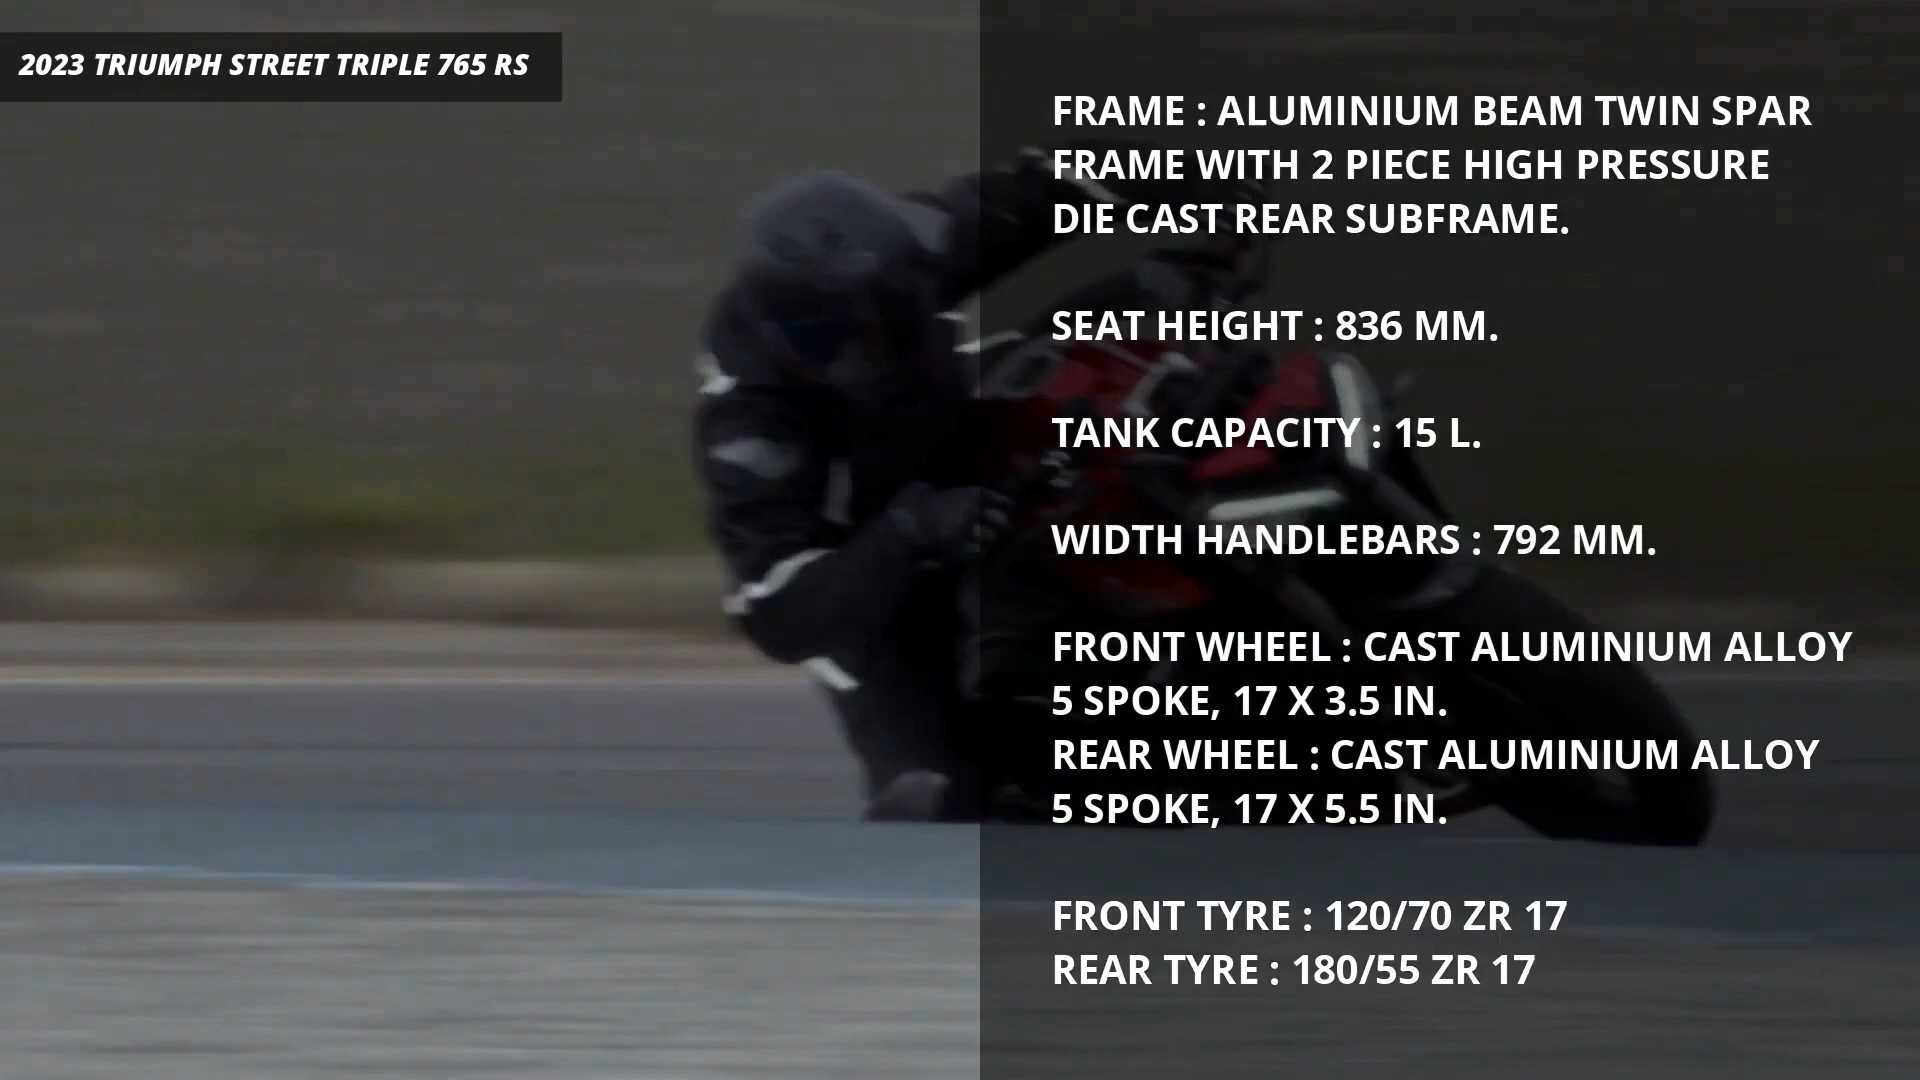 2023 TRIUMPH STREET TRIPLE 765 RS
FRAME : ALUMINIUM BEAM TWIN SPAR
FRAME WITH 2 PIECE HIGH PRESSURE
DIE CAST REAR SUBFRAME.
SEAT HEIGHT : 836 MM.
TANK CAPACITY : 15 L.
WIDTH HANDLEBARS : 792 MM.
FRONT WHEEL : CAST ALUMINIUM ALLOY
5 SPOKE, 17 X 3.5 IN.
REAR WHEEL : CAST ALUMINIUM ALLOY
5 SPOKE, 17 X 5.5 IN.
FRONT TYRE : 120/70 ZR 17
REAR TYRE : 180/55 ZR 17